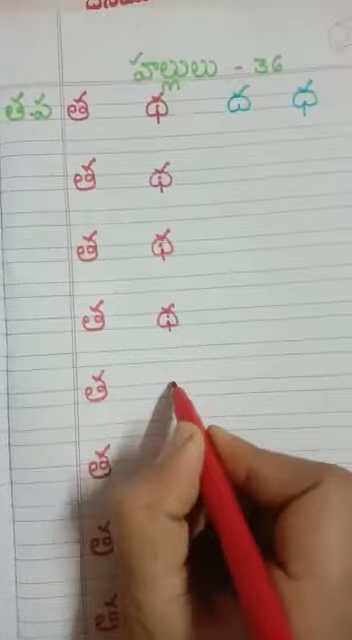 హల్లులు - 36
త-ప త థ ద ధ
త థ
త థ
త థ
త
త
త
త